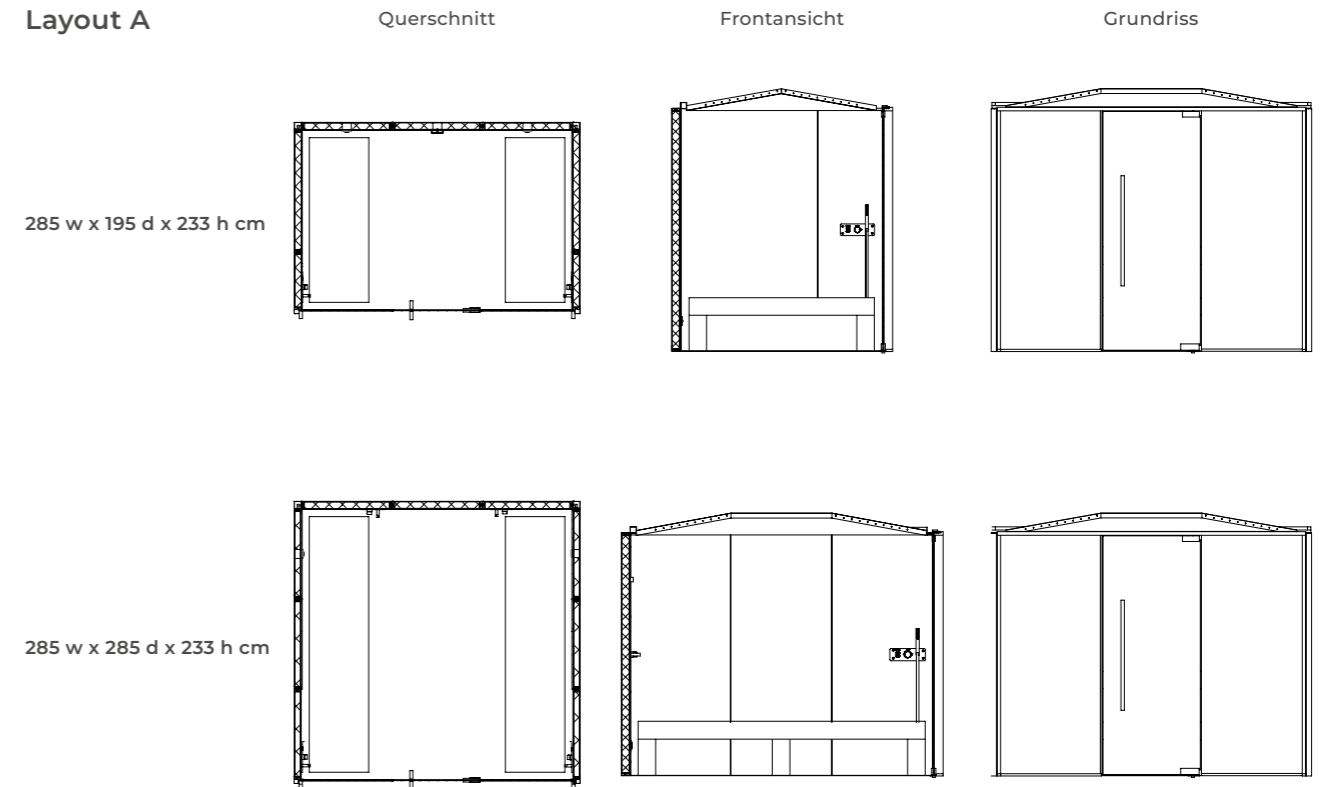 Layout A
Querschnitt
Frontansicht
Grundriss
285 w x 195 d x 233 h cm
285 w x 285 d x 233 h cm